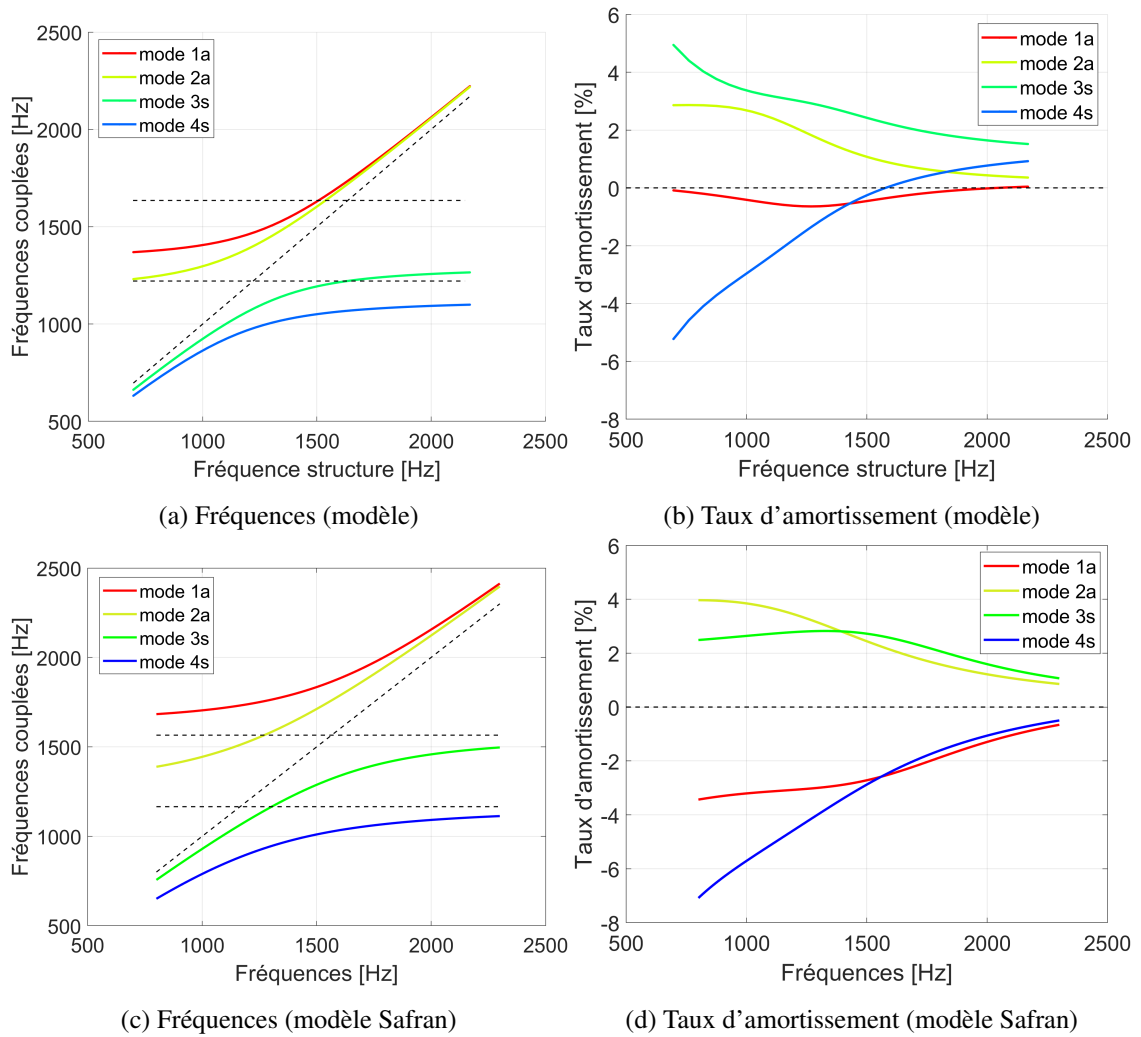 2500
2000
1500
1000
500
500
1000
1500
2000
2500
Fréquences couplées [Hz]
Fréquence structure [Hz]
mode 1a
mode 2a
mode 3s
mode 4s
(a) Fréquences (modèle)
6
4
2
0
-2
-4
-6
-8
500
1000
1500
2000
2500
Taux d'amortissement [%]
Fréquence structure [Hz]
mode 1a
mode 2a
mode 3s
mode 4s
(b) Taux d'amortissement (modèle)
2500
2000
1500
1000
500
500
1000
1500
2000
2500
Fréquences couplées [Hz]
Fréquences [Hz]
mode 1a
mode 2a
mode 3s
mode 4s
(c) Fréquences (modèle Safran)
6
4
2
0
-2
-4
-6
-8
500
1000
1500
2000
2500
Taux d'amortissement [%]
Fréquences [Hz]
mode 1a
mode 2a
mode 3s
mode 4s
(d) Taux d'amortissement (modèle Safran)